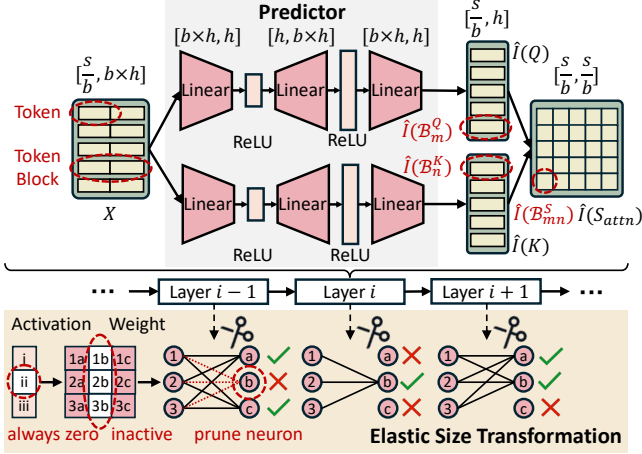 Predictor
[b×h, h] [h, b×h] [b×h, h]
[s/b, h]
[s/b, b×h]
Linear Linear Linear
Î(Q)
[s/b, s/b]
Token
ReLU ReLU
Î(ℬ_m^Q)
Token
Block
Î(ℬ_n^K)
Linear Linear Linear
X
Î(ℬ_mn^S) Î(S_attn)
ReLU ReLU
Î(K)
... Layer i − 1 Layer i Layer i + 1 ...
Activation Weight
i 1a 1b 1c 1 a 1 a 1 a
ii 2a 2b 2c 2 b 2 b 2 b
iii 3a 3b 3c 3 c 3 c 3 c
always zero inactive prune neuron
Elastic Size Transformation